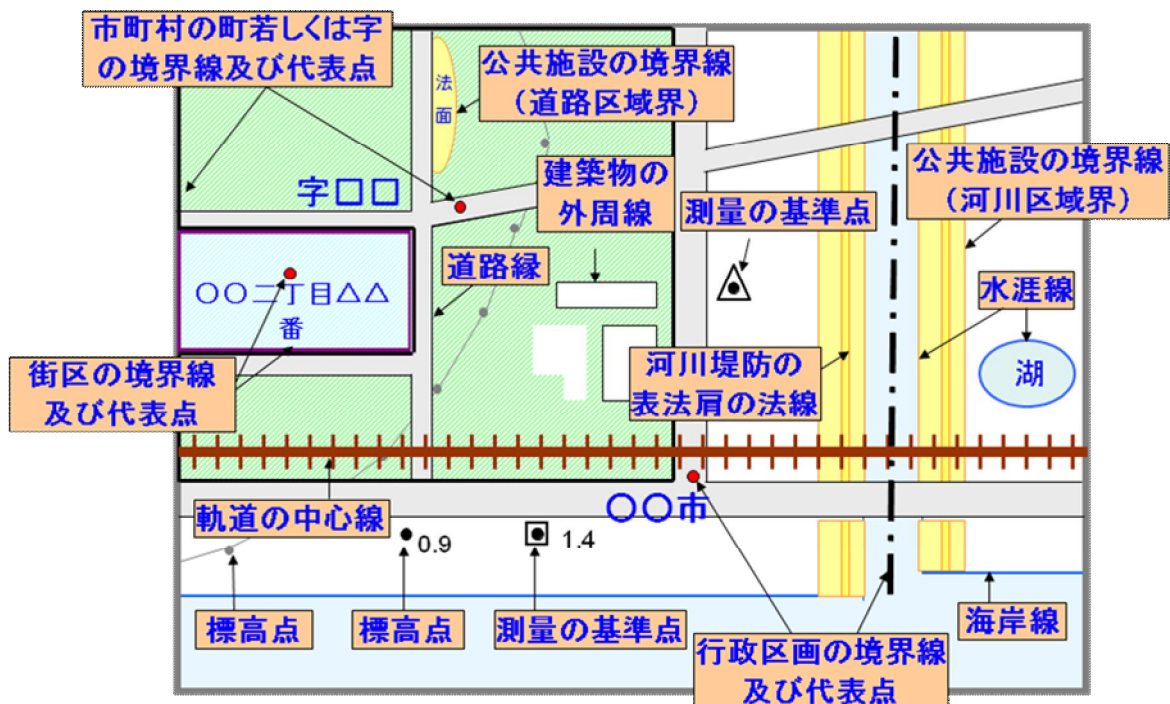 市町村の町若しくは字
の境界線及び代表点
法
面
公共施設の境界線
(道路区域界)
字□□
建築物の
外周線
測量の基準点
公共施設の境界線
(河川区域界)
道路縁
〇〇二丁目△△
番
水涯線
街区の境界線
及び代表点
河川堤防の
表法肩の法線
湖
軌道の中心線
〇〇市
0.9
1.4
標高点
標高点
測量の基準点
海岸線
行政区画の境界線
及び代表点